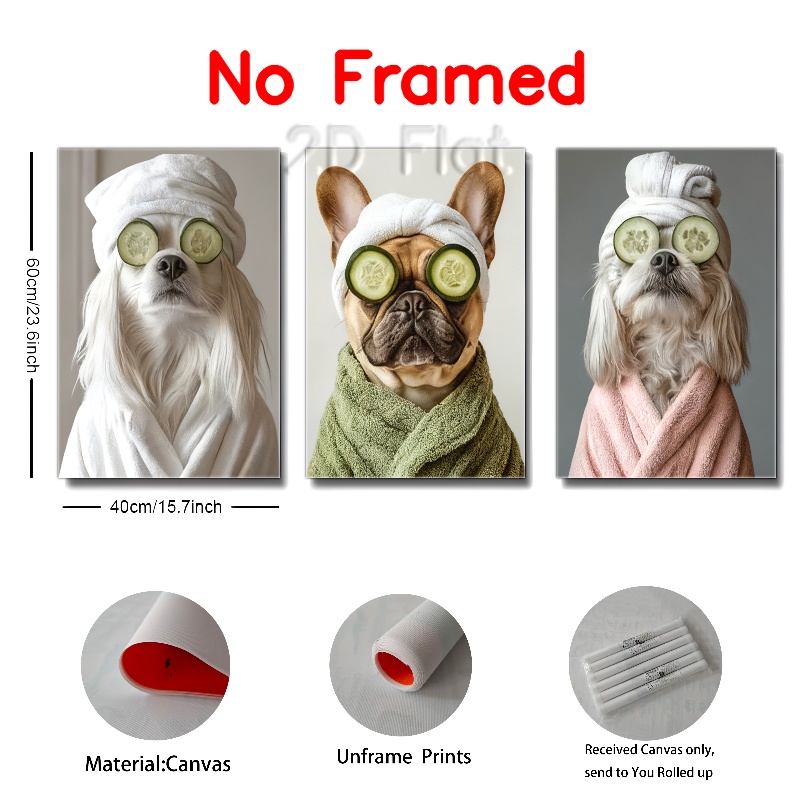 No Framed
2D Flat.
60cm/23.6inch
40cm/15.7inch
Material:Canvas
Unframe Prints
Received Canvas only,
send to You Rolled up